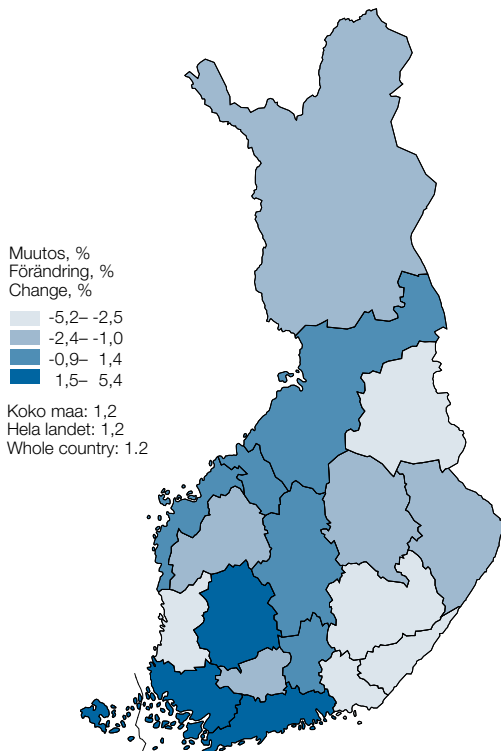 Muutos, %
Förändring, %
Change, %
-5,2– -2,5
-2,4– -1,0
-0,9– 1,4
1,5– 5,4
Koko maa: 1,2
Hela landet: 1,2
Whole country: 1.2